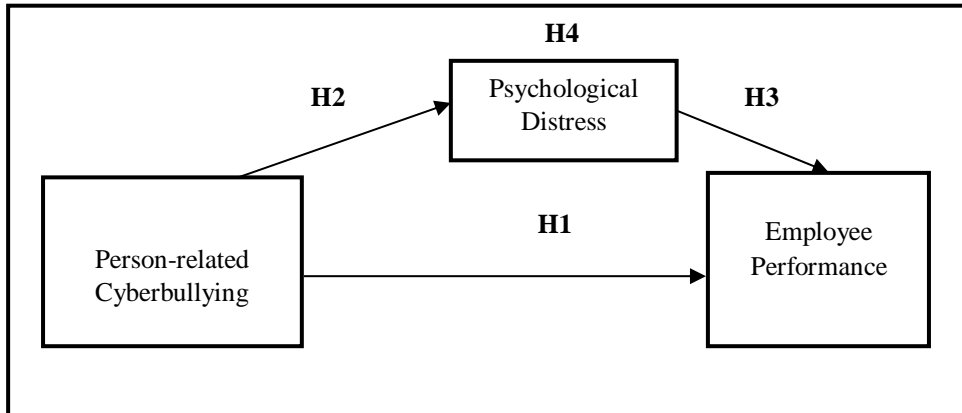 H4
Psychological
Distress
H2
H3
H1
Person-related
Cyberbullying
Employee
Performance